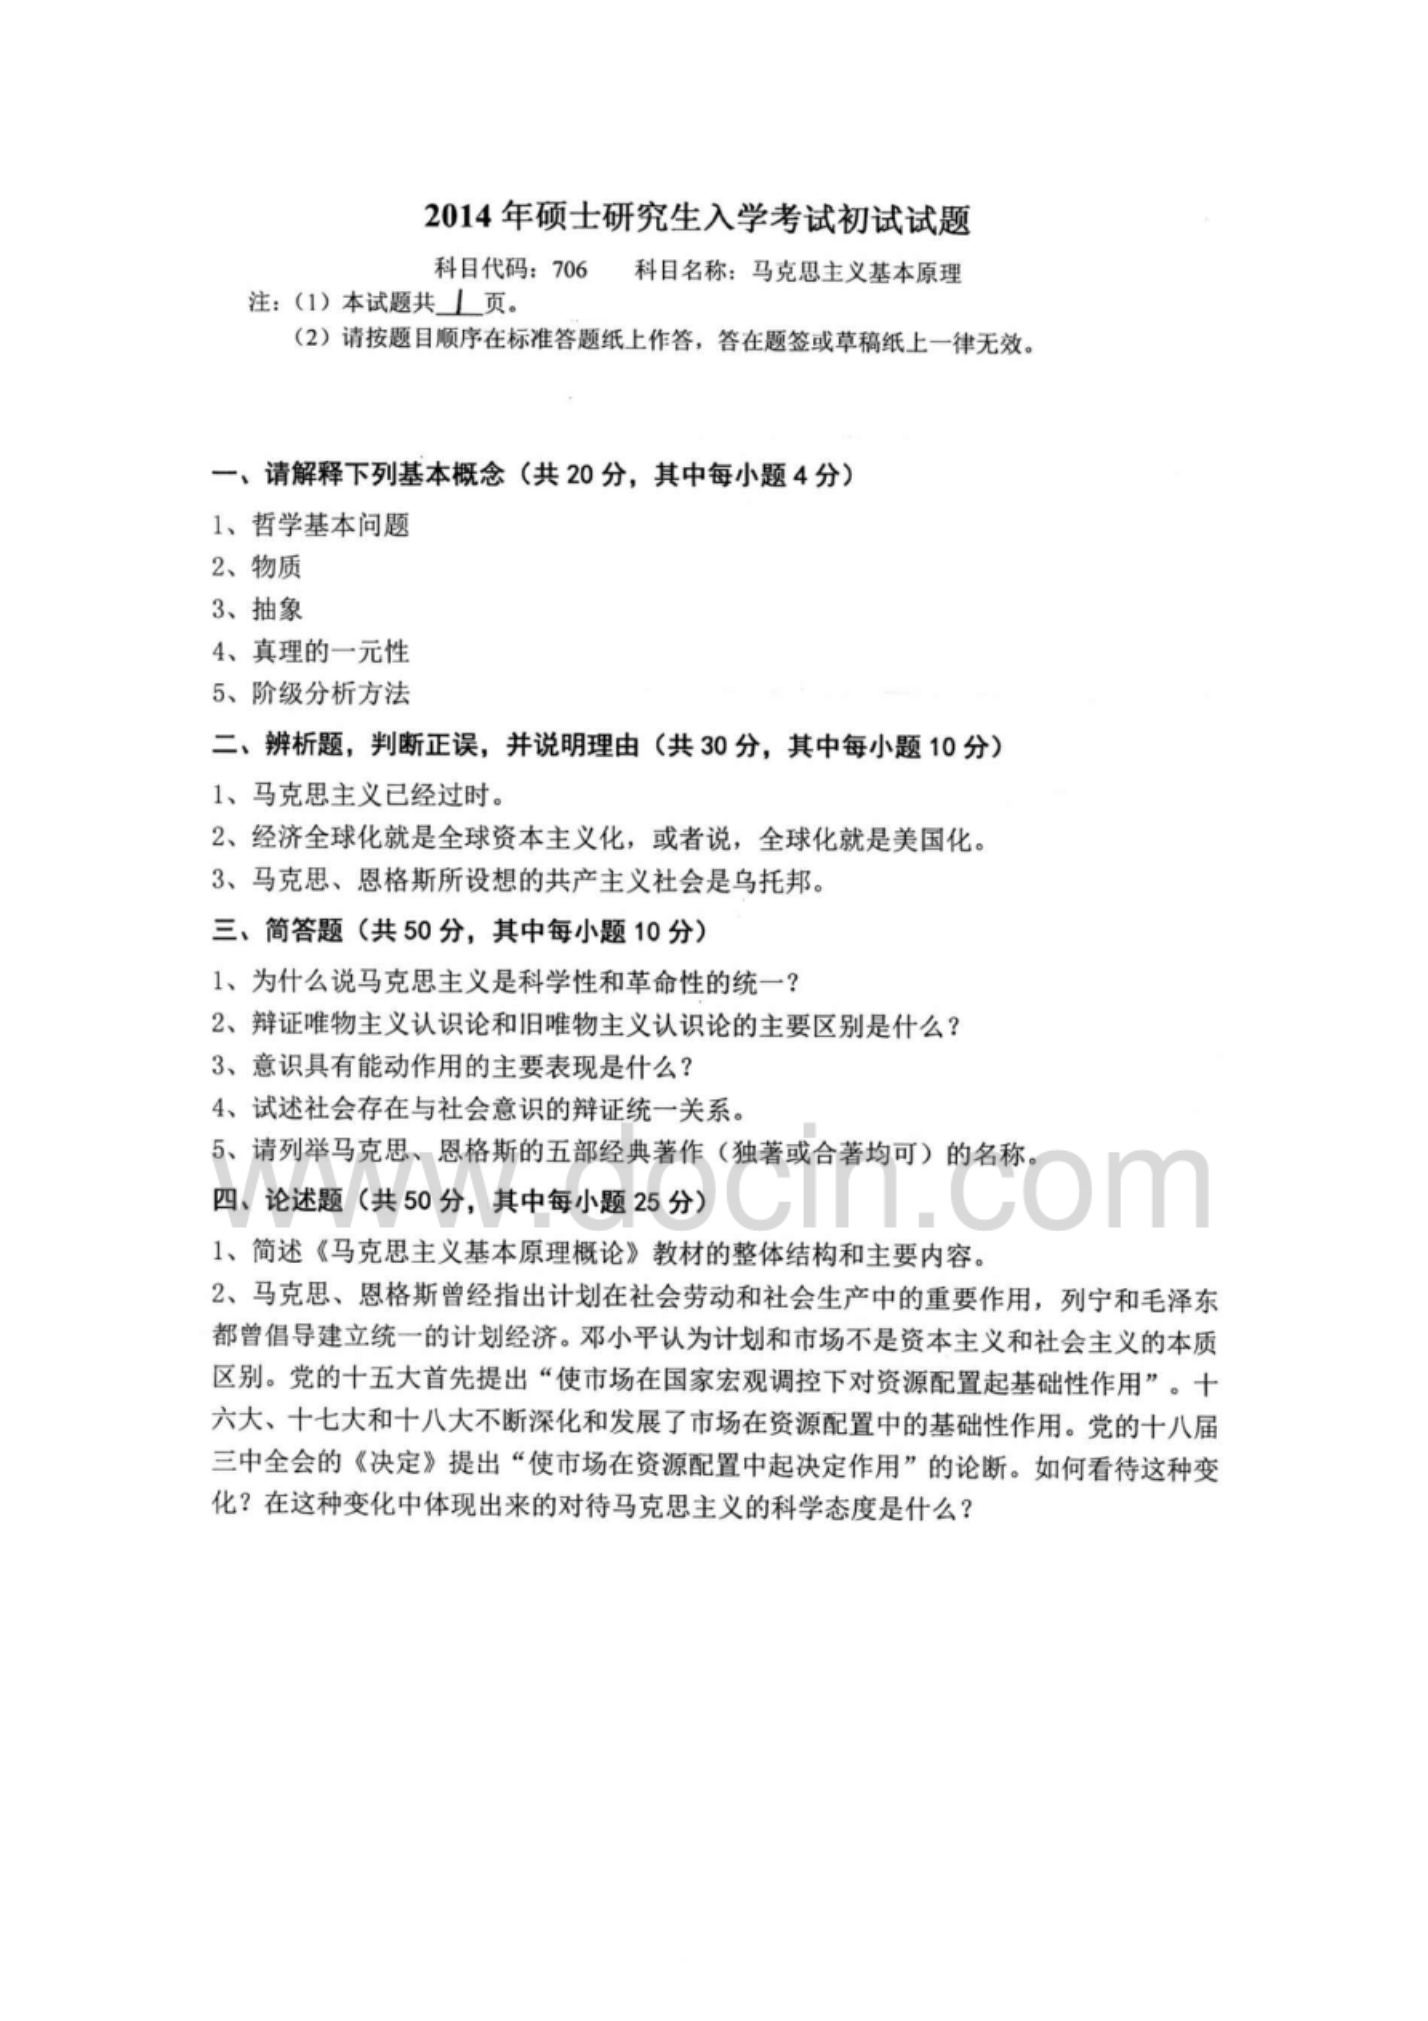 2014 年硕士研究生入学考试初试试题
科目代码：706 科目名称：马克思主义基本原理
注：（1）本试题共 1 页。
（2）请按题目顺序在标准答题纸上作答，答在题签或草稿纸上一律无效。
一、请解释下列基本概念（共 20 分，其中每小题 4 分）
1、哲学基本问题
2、物质
3、抽象
4、真理的一元性
5、阶级分析方法
二、辨析题，判断正误，并说明理由（共 30 分，其中每小题 10 分）
1、马克思主义已经过时。
2、经济全球化就是全球资本主义化，或者说，全球化就是美国化。
3、马克思、恩格斯所设想的共产主义社会是乌托邦。
三、简答题（共 50 分，其中每小题 10 分）
1、为什么说马克思主义是科学性和革命性的统一？
2、辩证唯物主义认识论和旧唯物主义认识论的主要区别是什么？
3、意识具有能动作用的主要表现是什么？
4、试述社会存在与社会意识的辩证统一关系。
5、请列举马克思、恩格斯的五部经典著作（独著或合著均可）的名称。
www.docin.com
四、论述题（共 50 分，其中每小题 25 分）
1、简述《马克思主义基本原理概论》教材的整体结构和主要内容。
2、马克思、恩格斯曾经指出计划在社会劳动和社会生产中的重要作用，列宁和毛泽东
都曾倡导建立统一的计划经济。邓小平认为计划和市场不是资本主义和社会主义的本质
区别。党的十五大首先提出“使市场在国家宏观调控下对资源配置起基础性作用”。十
六大、十七大和十八大不断深化和发展了市场在资源配置中的基础性作用。党的十八届
三中全会的《决定》提出“使市场在资源配置中起决定作用”的论断。如何看待这种变
化？在这种变化中体现出来的对待马克思主义的科学态度是什么？